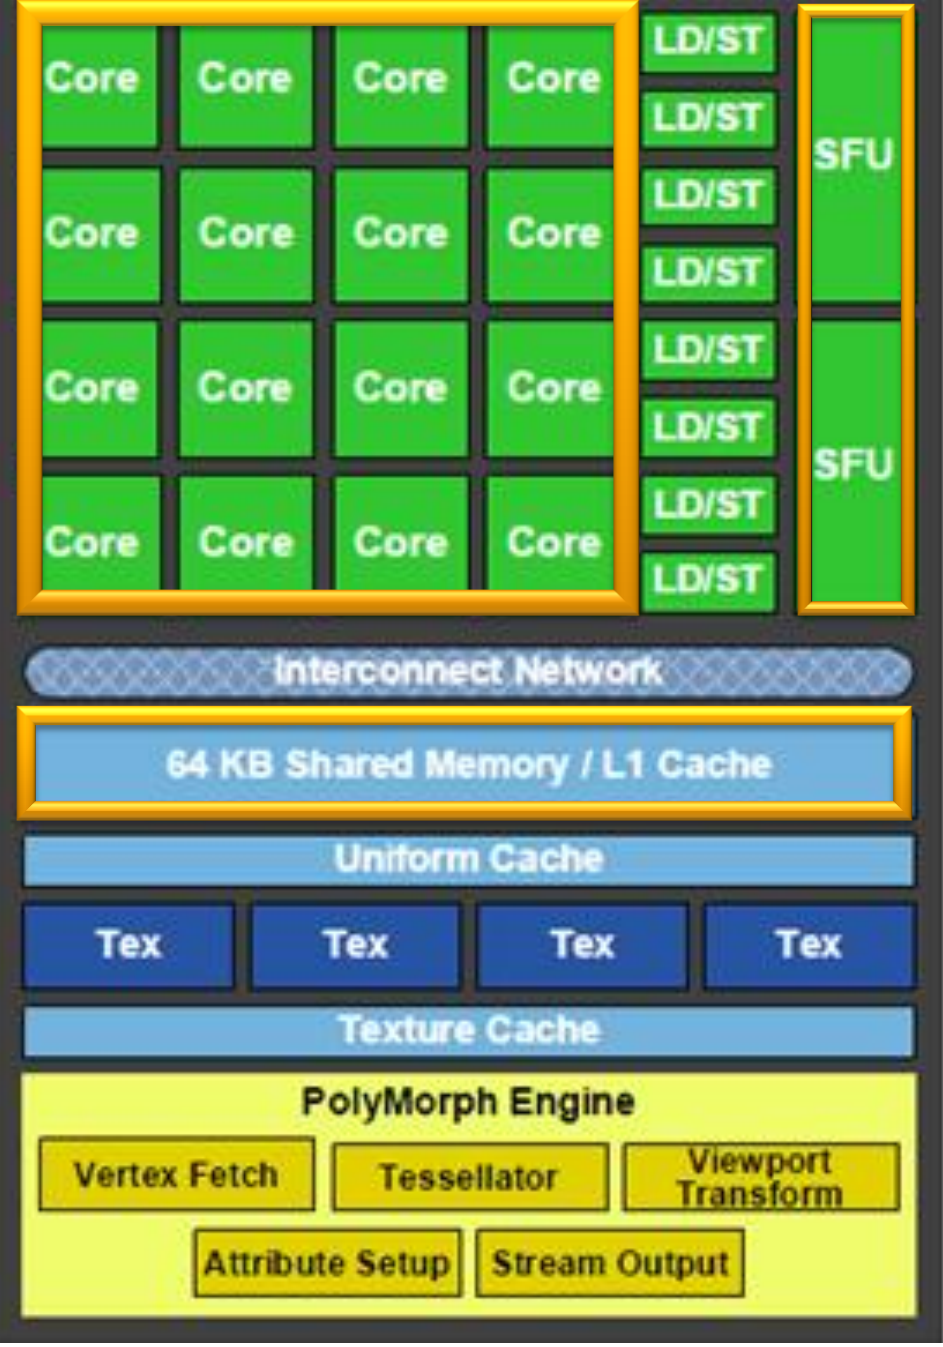 Core Core Core Core LD/ST
LD/ST
SFU
Core Core Core Core LD/ST
LD/ST
Core Core Core Core LD/ST
LD/ST
SFU
Core Core Core Core LD/ST
LD/ST
Interconnect Network
64 KB Shared Memory / L1 Cache
Uniform Cache
Tex Tex Tex Tex
Texture Cache
PolyMorph Engine
Vertex Fetch
Tessellator
Viewport
Transform
Attribute Setup
Stream Output